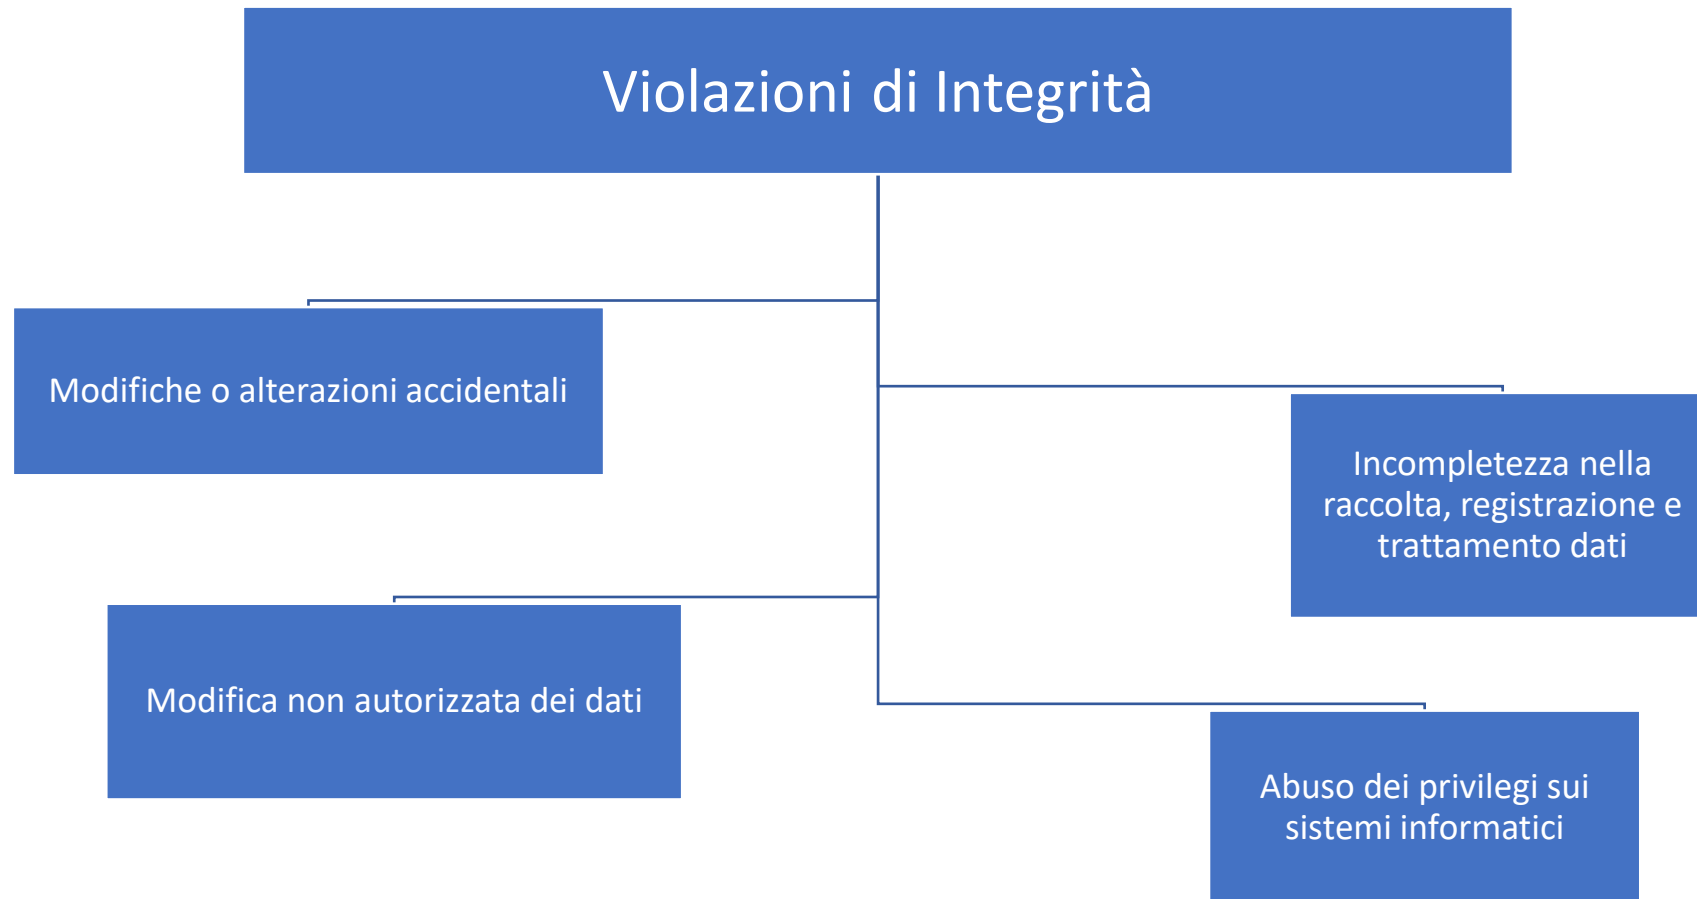 Violazioni di Integrità
Modifiche o alterazioni accidentali
Incompletezza nella
raccolta, registrazione e
trattamento dati
Modifica non autorizzata dei dati
Abuso dei privilegi sui
sistemi informatici